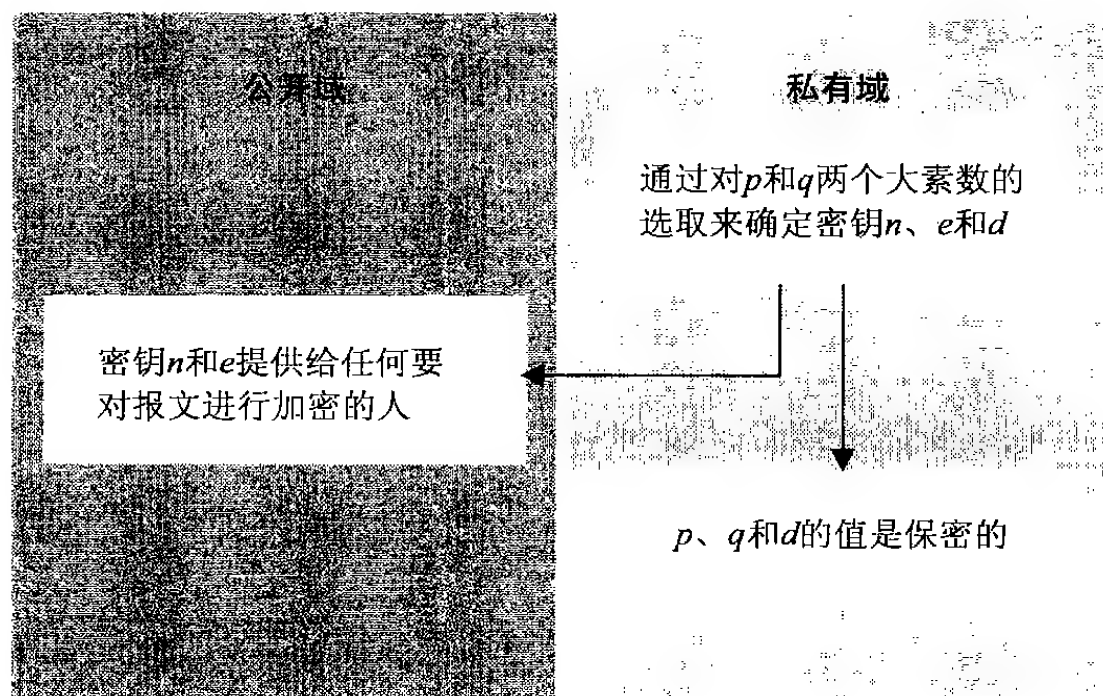 公开域
私有域
通过对p和q两个大素数的
选取来确定密钥n、e和d
密钥n和e提供给任何要
对报文进行加密的人
p、q和d的值是保密的